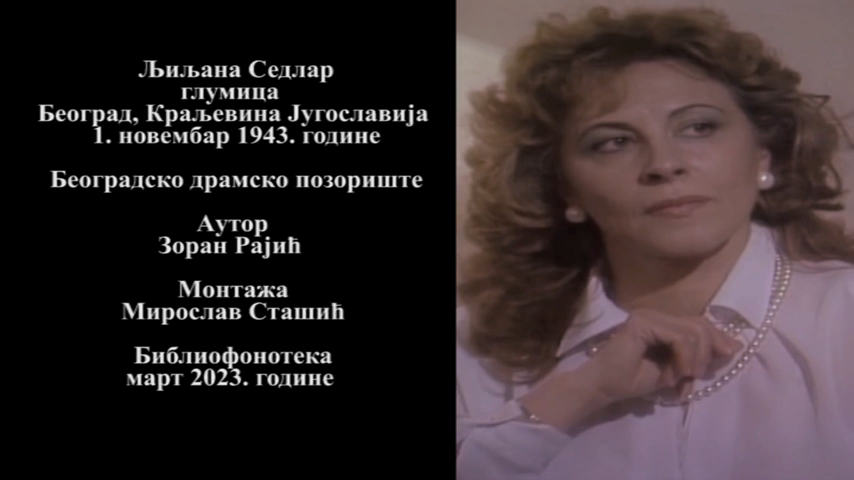 Љиљана Седлар
глумица
Београд, Краљевина Југославија
1. новембар 1943. године
Београдско драмско позориште
Аутор
Зоран Рајић
Монтажа
Мирослав Сташић
Библиофонотека
март 2023. године